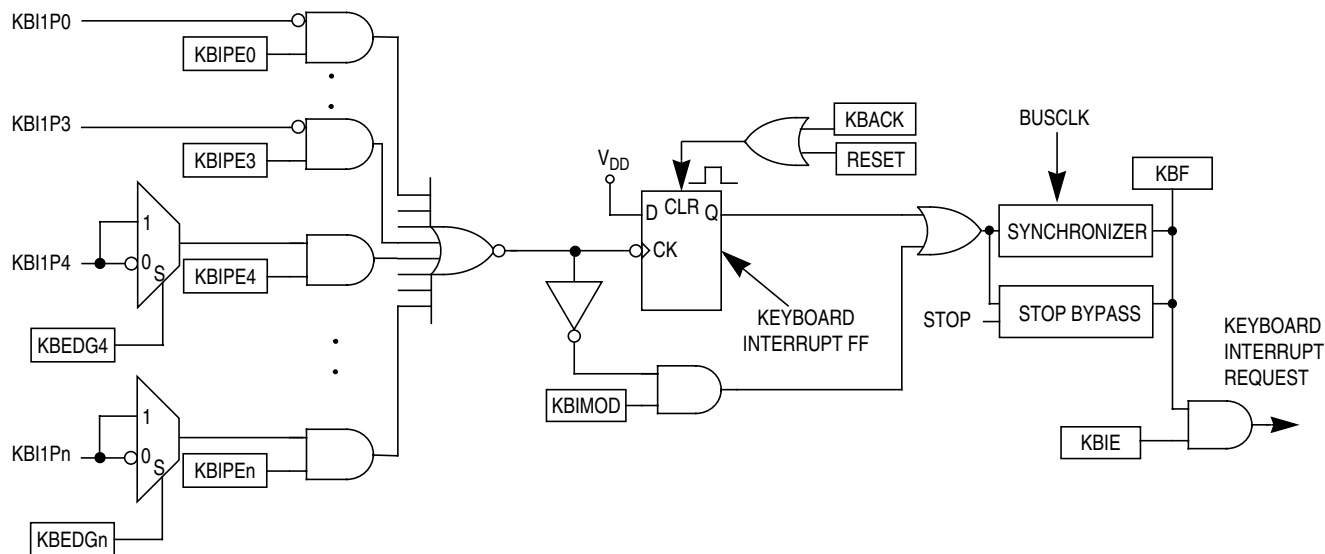 KBI1P0
KBIPE0
KBI1P3
KBIPE3
1
KBI1P4
0
S
KBIPE4
KBEDG4
1
KBI1Pn
0
S
KBIPEn
KBEDGn
VDD
D
CLR
Q
CK
KBACK
RESET
KEYBOARD
INTERRUPT FF
KBIMOD
BUSCLK
SYNCHRONIZER
KBF
STOP
STOP BYPASS
KEYBOARD
INTERRUPT
REQUEST
KBIE